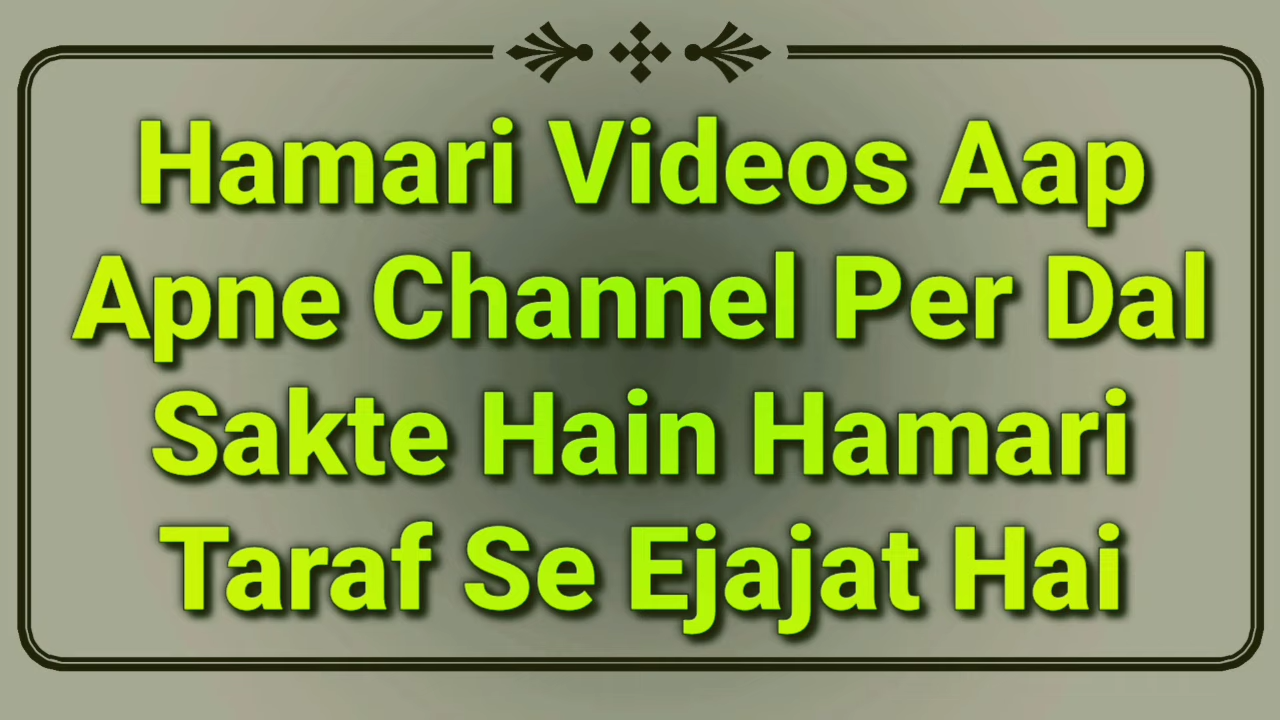 Hamari Videos Aap
Apne Channel Per Dal
Sakte Hain Hamari
Taraf Se Ejajat Hai